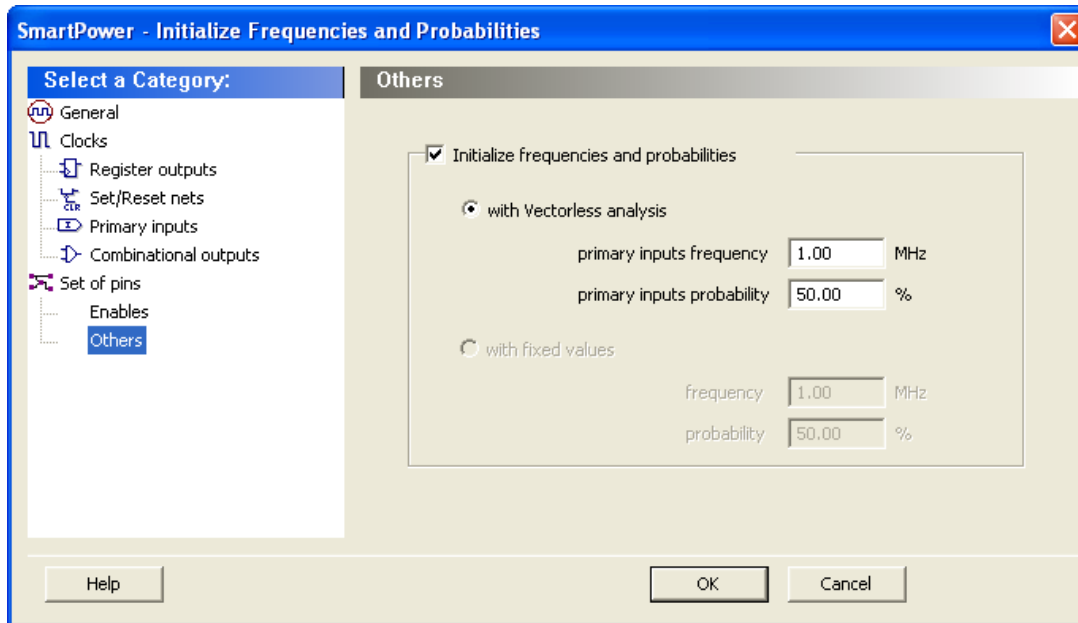 SmartPower - Initialize Frequencies and Probabilities
Select a Category:
General
Clocks
Register outputs
CLR
Set/Reset nets
Primary inputs
Combinational outputs
Set of pins
Enables
Others
Others
Initialize frequencies and probabilities
with Vectorless analysis
primary inputs frequency 1.00 MHz
primary inputs probability 50.00 %
with fixed values
frequency 1.00 MHz
probability 50.00 %
Help OK Cancel